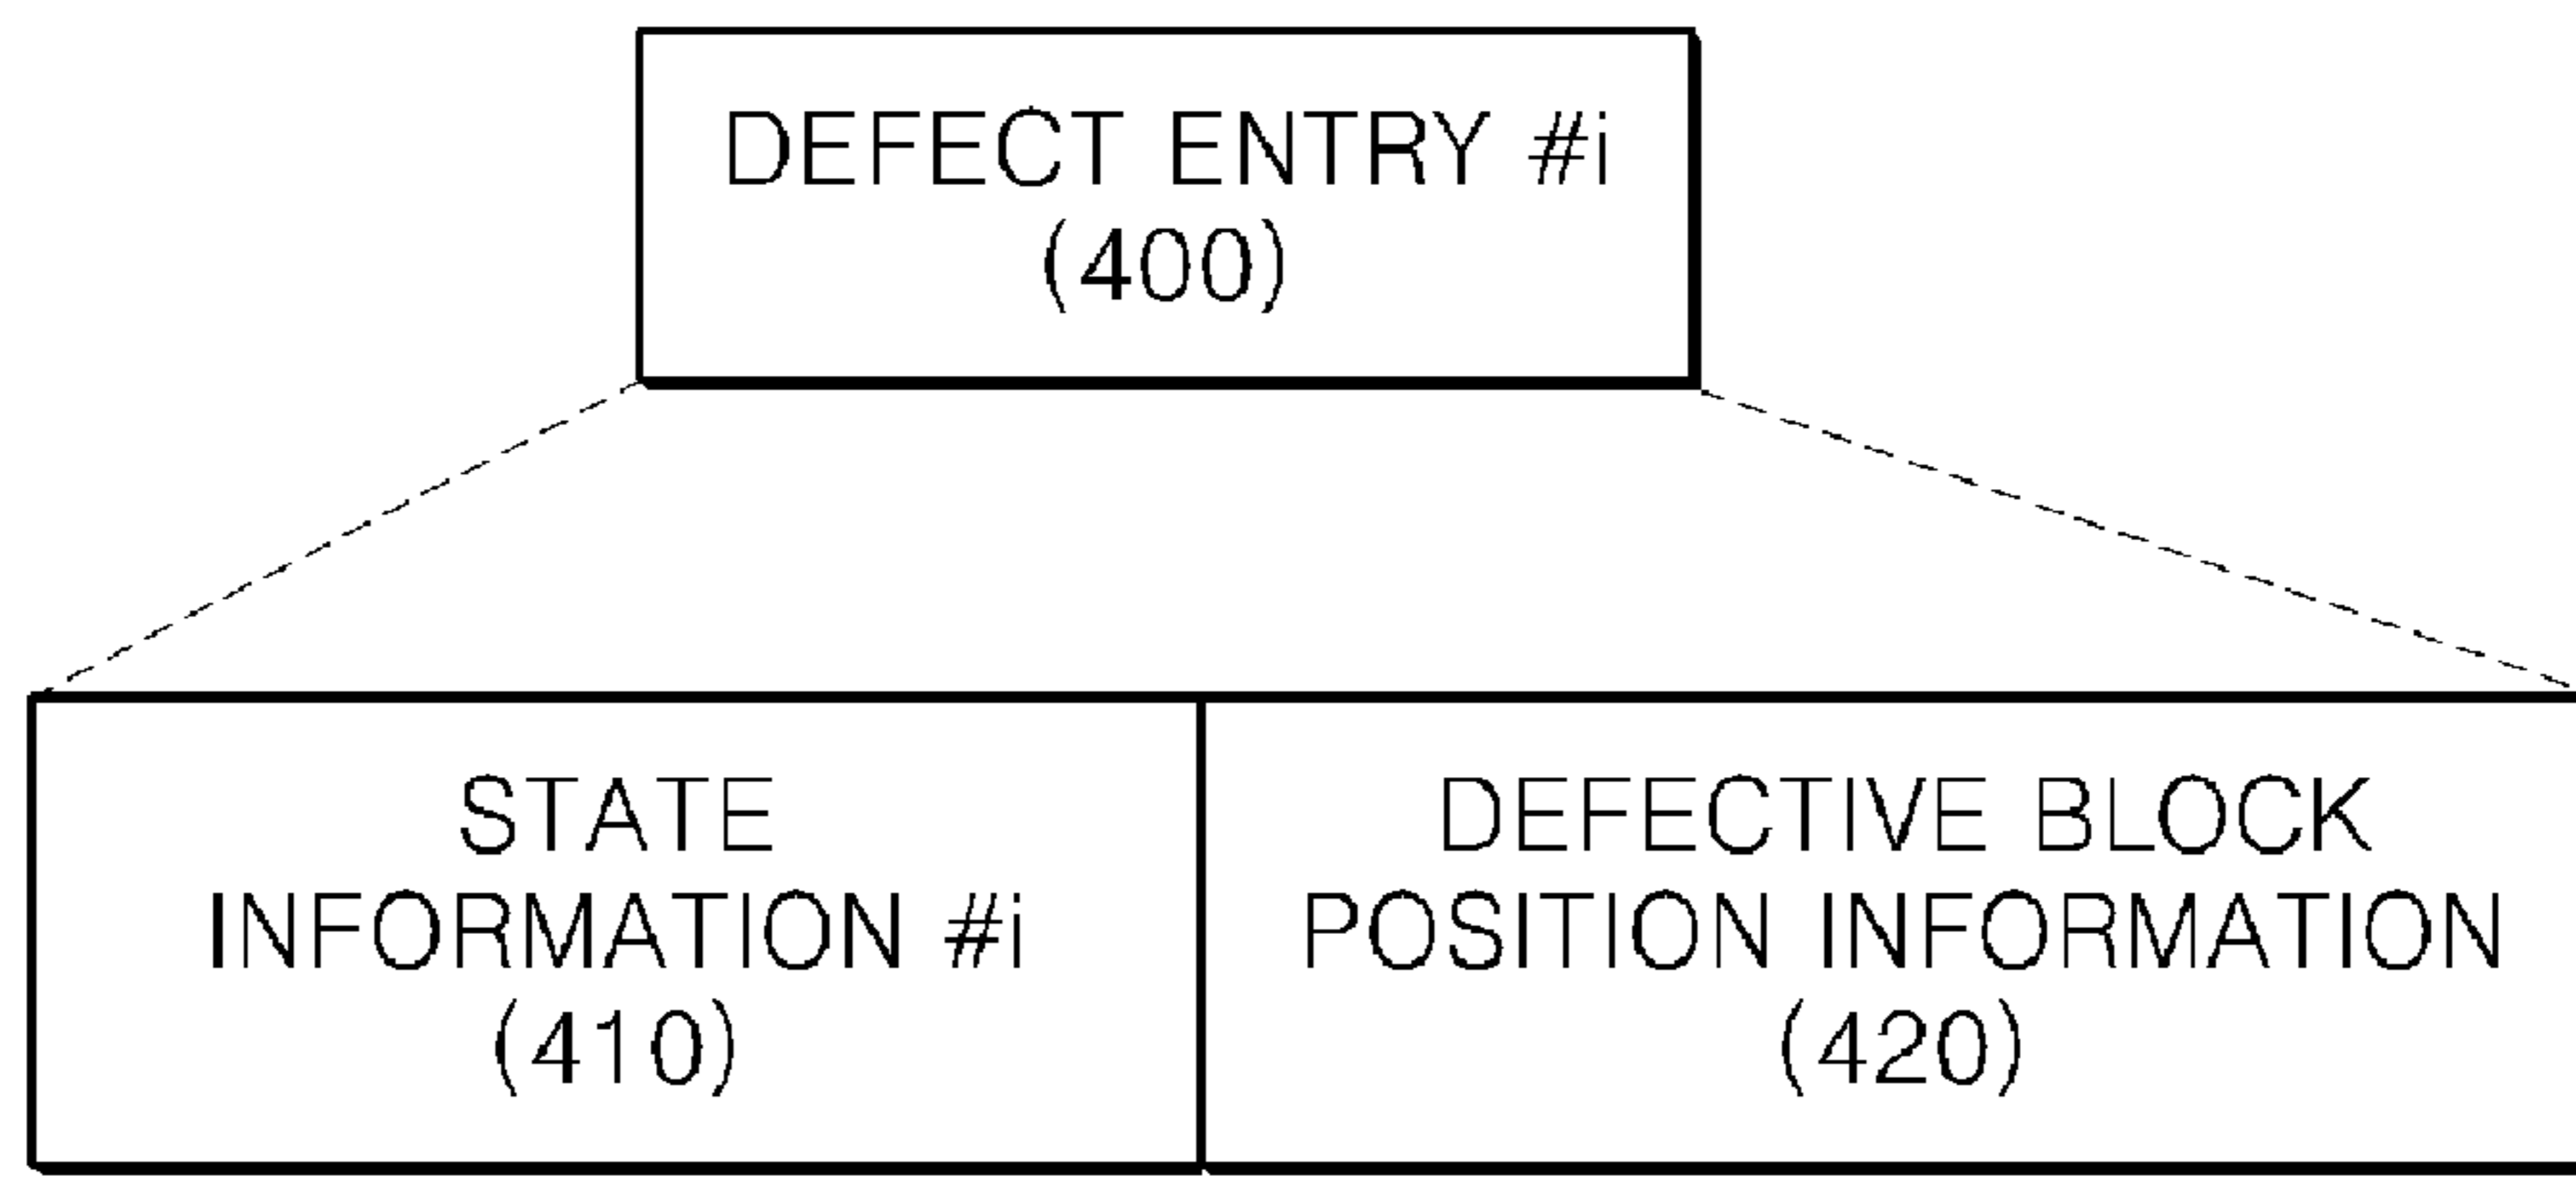 DEFECT ENTRY #i
(400)
STATE
INFORMATION #i
(410)
DEFECTIVE BLOCK
POSITION INFORMATION
(420)